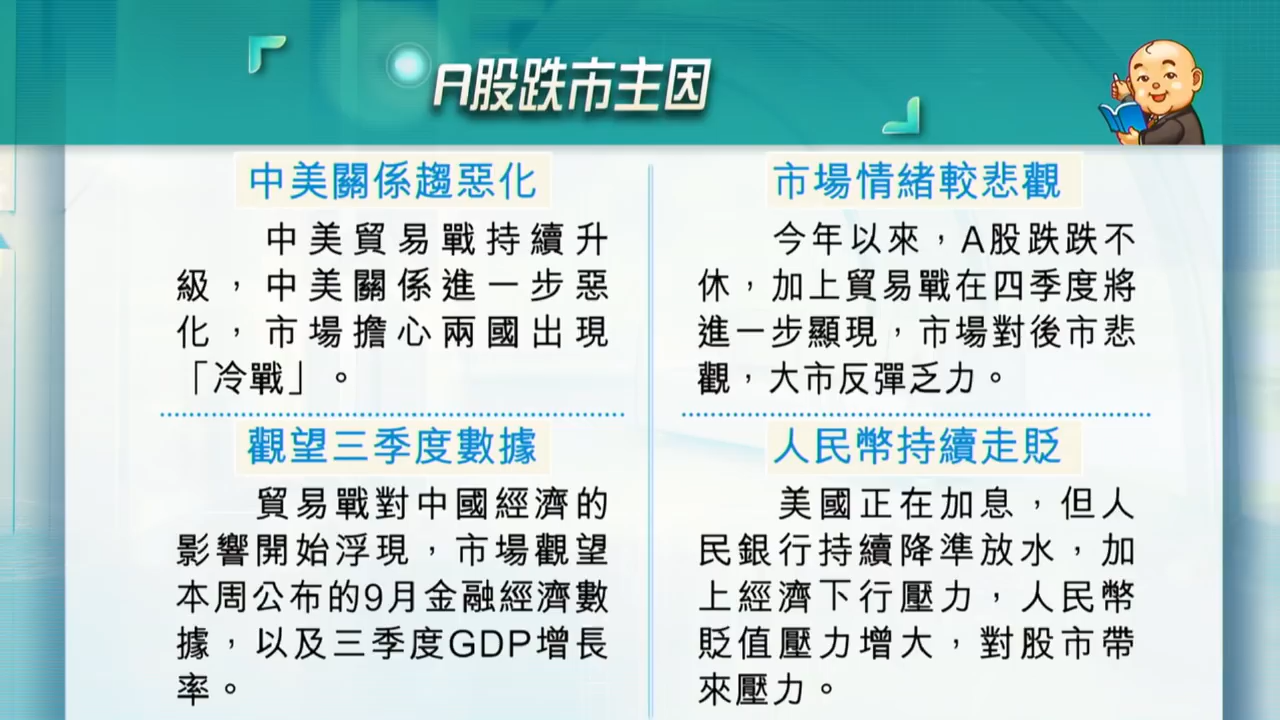 A股跌市主因
中美關係趨惡化
中美貿易戰持續升
級，中美關係進一步惡
化，市場擔心兩國出現
「冷戰」。
市場情緒較悲觀
今年以來，A股跌跌不
休，加上貿易戰在四季度將
進一步顯現，市場對後市悲
觀，大市反彈乏力。
觀望三季度數據
貿易戰對中國經濟的
影響開始浮現，市場觀望
本周公布的9月金融經濟數
據，以及三季度GDP增長
率。
人民幣持續走貶
美國正在加息，但人
民銀行持續降準放水，加
上經濟下行壓力，人民幣
貶值壓力增大，對股市帶
來壓力。